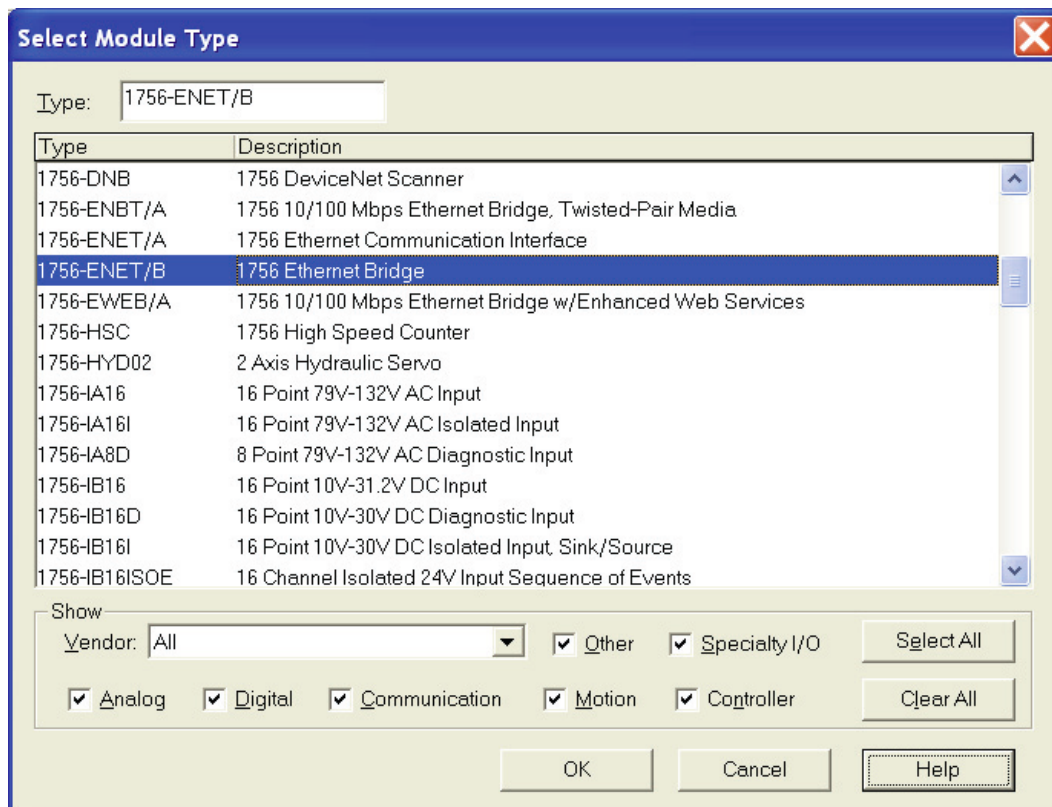 Select Module Type
Type: 1756-ENET/B
Type Description
1756-DNB 1756 DeviceNet Scanner
1756-ENBT/A 1756 10/100 Mbps Ethernet Bridge, Twisted-Pair Media
1756-ENET/A 1756 Ethernet Communication Interface
1756-ENET/B 1756 Ethernet Bridge
1756-EWEB/A 1756 10/100 Mbps Ethernet Bridge w/Enhanced Web Services
1756-HSC 1756 High Speed Counter
1756-HYD02 2 Axis Hydraulic Servo
1756-IA16 16 Point 79V-132V AC Input
1756-IA16I 16 Point 79V-132V AC Isolated Input
1756-IA8D 8 Point 79V-132V AC Diagnostic Input
1756-IB16 16 Point 10V-31.2V DC Input
1756-IB16D 16 Point 10V-30V DC Diagnostic Input
1756-IB16I 16 Point 10V-30V DC Isolated Input, Sink/Source
1756-IB16ISOE 16 Channel Isolated 24V Input Sequence of Events
Show
Vendor: All Other Specialty I/O Select All
Analog Digital Communication Motion Controller Clear All
OK Cancel Help